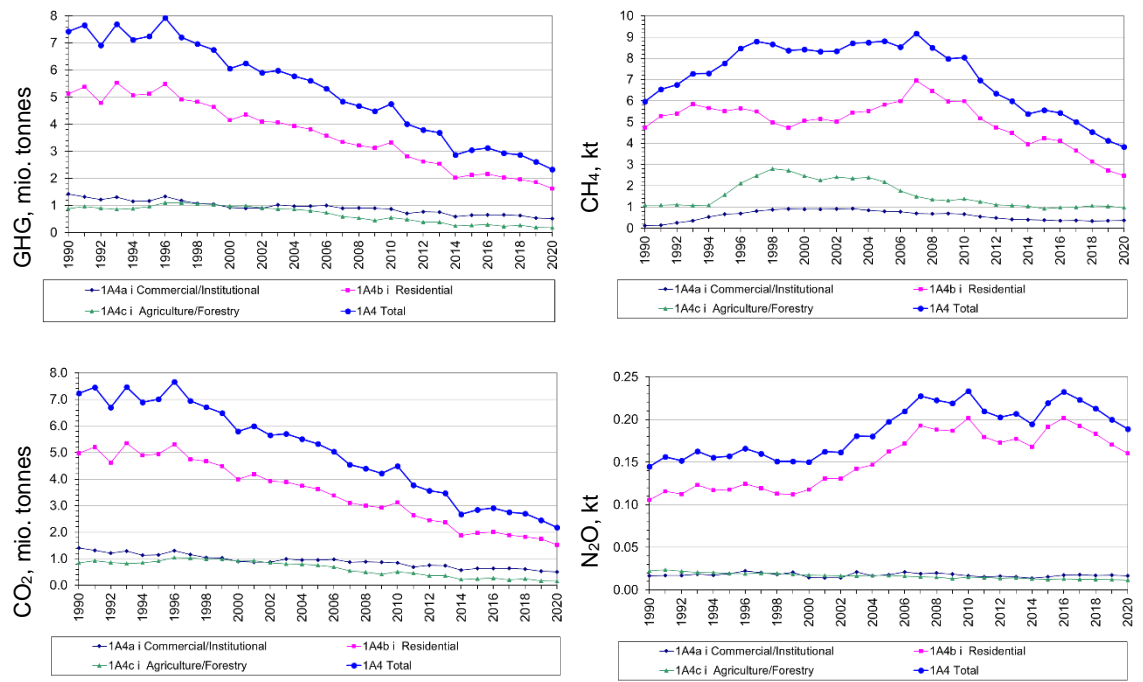 GHG, mio. tonnes
8
7
6
5
4
3
2
1
0
1990 1992 1994 1996 1998 2000 2002 2004 2006 2008 2010 2012 2014 2016 2018 2020
1A4a i Commercial/Institutional 1A4b i Residential
1A4c i Agriculture/Forestry 1A4 Total
CH₄, kt
10
9
8
7
6
5
4
3
2
1
0
1990 1992 1994 1996 1998 2000 2002 2004 2006 2008 2010 2012 2014 2016 2018 2020
1A4a i Commercial/Institutional 1A4b i Residential
1A4c i Agriculture/Forestry 1A4 Total
CO₂, mio. tonnes
8.0
7.0
6.0
5.0
4.0
3.0
2.0
1.0
0.0
1990 1992 1994 1996 1998 2000 2002 2004 2006 2008 2010 2012 2014 2016 2018 2020
1A4a i Commercial/Institutional 1A4b i Residential
1A4c i Agriculture/Forestry 1A4 Total
N₂O, kt
0.25
0.20
0.15
0.10
0.05
0.00
1990 1992 1994 1996 1998 2000 2002 2004 2006 2008 2010 2012 2014 2016 2018 2020
1A4a i Commercial/Institutional 1A4b i Residential
1A4c i Agriculture/Forestry 1A4 Total